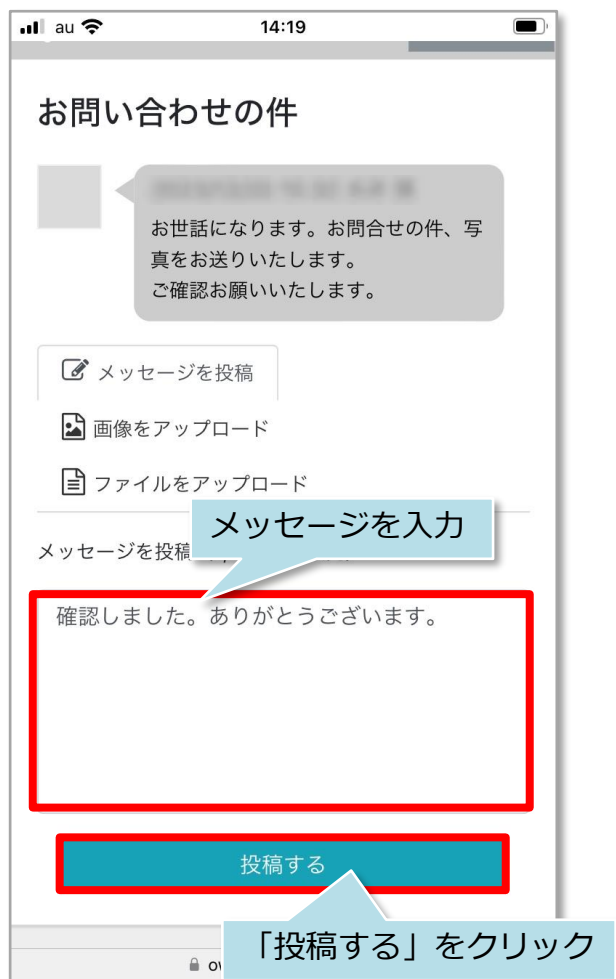 au
14:19
お問い合わせの件
お世話になります。お問合せの件、写
真をお送りいたします。
ご確認お願いいたします。
メッセージを投稿
画像をアップロード
ファイルをアップロード
メッセージを入力
メッセージを投稿
確認しました。ありがとうございます。
投稿する
「投稿する」をクリック